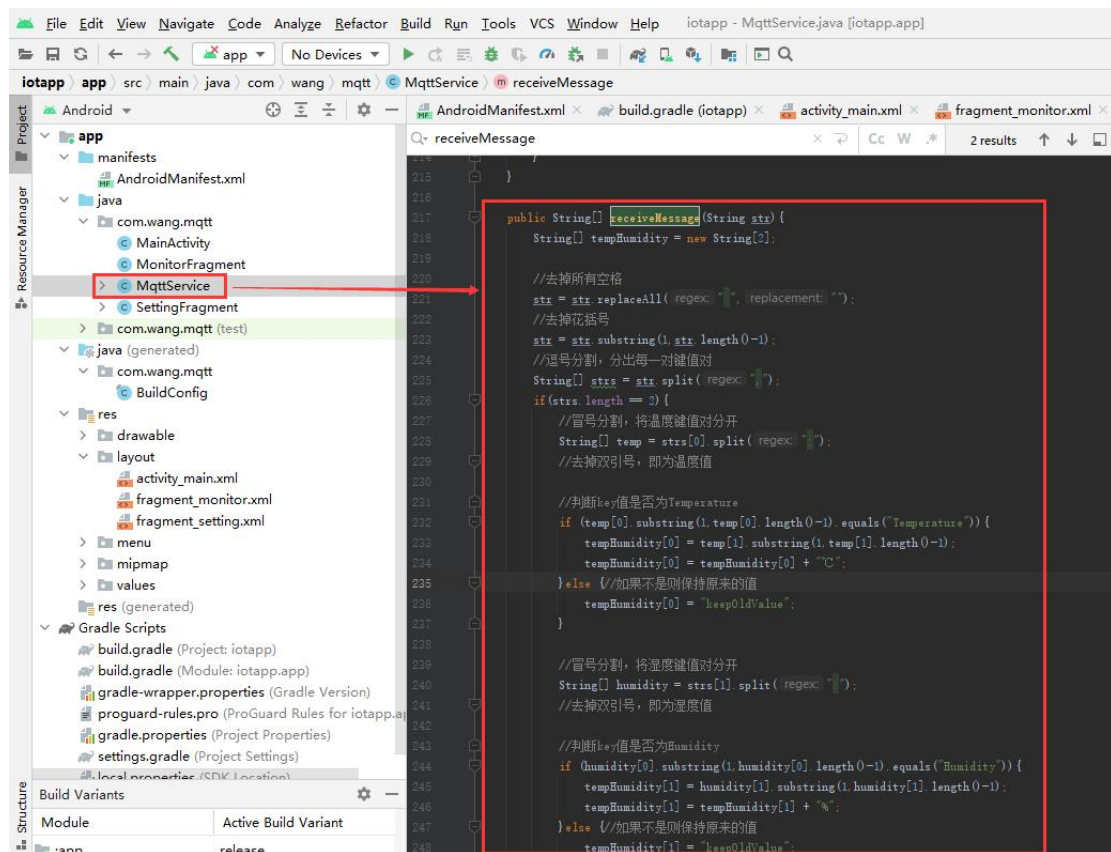 File Edit View Navigate Code Analyze Refactor Build Run Tools VCS Window Help iotapp - MqttService.java [iotapp.app]
app No Devices
iotapp app src main java com wang mqtt MqttService receiveMessage
Android
AndroidManifest.xml build.gradle (iotapp) activity_main.xml fragment_monitor.xml
receiveMessage Cc W .* 2 results
Project
Resource Manager
Structure
app
manifests
AndroidManifest.xml
java
com.wang.mqtt
MainActivity
MonitorFragment
MqttService
SettingFragment
com.wang.mqtt (test)
java (generated)
com.wang.mqtt
BuildConfig
res
drawable
layout
activity_main.xml
fragment_monitor.xml
fragment_setting.xml
menu
mipmap
values
res (generated)
Gradle Scripts
build.gradle (Project: iotapp)
build.gradle (Module: iotapp.app)
gradle-wrapper.properties (Gradle Version)
proguard-rules.pro (ProGuard Rules for iotapp.a
gradle.properties (Project Properties)
settings.gradle (Project Settings)
local.properties (SDK Location)
Build Variants
Module Active Build Variant
:app release
214 }
215 }
216
217 public String[] receiveMessage(String str){
218 String[] tempHumidity = new String[2];
219
220 //去掉所有空格
221 str = str.replaceAll( regex: " ", replacement: "");
222 //去掉花括号
223 str = str.substring(1,str.length()-1);
224 //逗号分割，分出每一对键值对
225 String[] strs = str.split( regex: ",");
226 if(strs.length == 2){
227 //冒号分割，将温度键值对分开
228 String[] temp = strs[0].split( regex: ":");
229 //去掉双引号，即为温度值
230
231 //判断key值是否为Temperature
232 if (temp[0].substring(1,temp[0].length()-1).equals("Temperature")){
233 tempHumidity[0] = temp[1].substring(1,temp[1].length()-1);
234 tempHumidity[0] = tempHumidity[0] + "℃";
235 }else {//如果不是则保持原来的值
236 tempHumidity[0] = "keepOldValue";
237 }
238
239 //冒号分割，将湿度键值对分开
240 String[] humidity = strs[1].split( regex: ":");
241 //去掉双引号，即为湿度值
242
243 //判断key值是否为Humidity
244 if (humidity[0].substring(1,humidity[0].length()-1).equals("Humidity")){
245 tempHumidity[1] = humidity[1].substring(1,humidity[1].length()-1);
246 tempHumidity[1] = tempHumidity[1] + "%";
247 }else {//如果不是则保持原来的值
248 tempHumidity[1] = "keepOldValue";